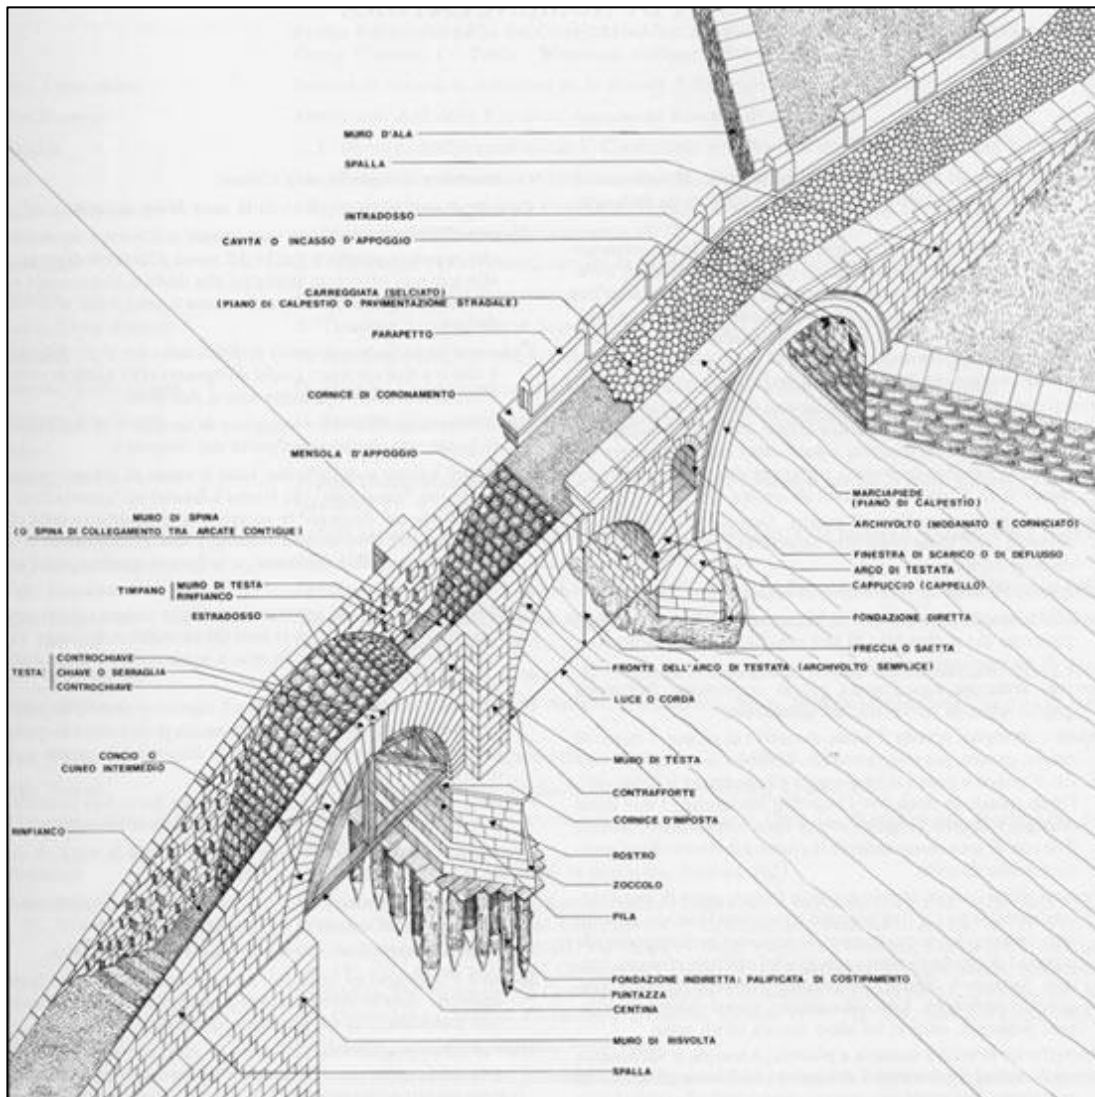 MURO D'ALA
SPALLA
INTRADOSSO
CAVITÀ O INCASSO D'APPOGGIO
CARREGGIATA (SELCIATO)
(PIANO DI CALPESTIO O PAVIMENTAZIONE STRADALE)
PARAPETTO
CORNICE DI CORONAMENTO
MENSOLA D'APPOGGIO
MURO DI SPINA
(O SPINA DI COLLEGAMENTO TRA ARCATE CONTIGUE)
TIMPANO
MURO DI TESTA
RINFIANCO
ESTRADOSSO
TESTA:
CONTROCHIAVE
CHIAVE O SERRAGLIA
CONTROCHIAVE
CONCIO O
CUNEO INTERMEDIO
RINFIANCO
MARCIAPIEDE
(PIANO DI CALPESTIO)
ARCHIVOLTO (MODANATO E CORNICIATO)
FINESTRA DI SCARICO O DI DEFLUSSO
ARCO DI TESTATA
CAPPUCCIO (CAPPELLO)
FONDAZIONE DIRETTA
FRECCIA O SAETTA
FRONTE DELL'ARCO DI TESTATA (ARCHIVOLTO SEMPLICE)
LUCE O CORDA
MURO DI TESTA
CONTRAFFORTE
CORNICE D'IMPOSTA
ROSTRO
ZOCCOLO
PILA
FONDAZIONE INDIRETTA: PALIFICATA DI COSTIPAMENTO
PUNTAZZA
CENTINA
MURO DI RISVOLTA
SPALLA